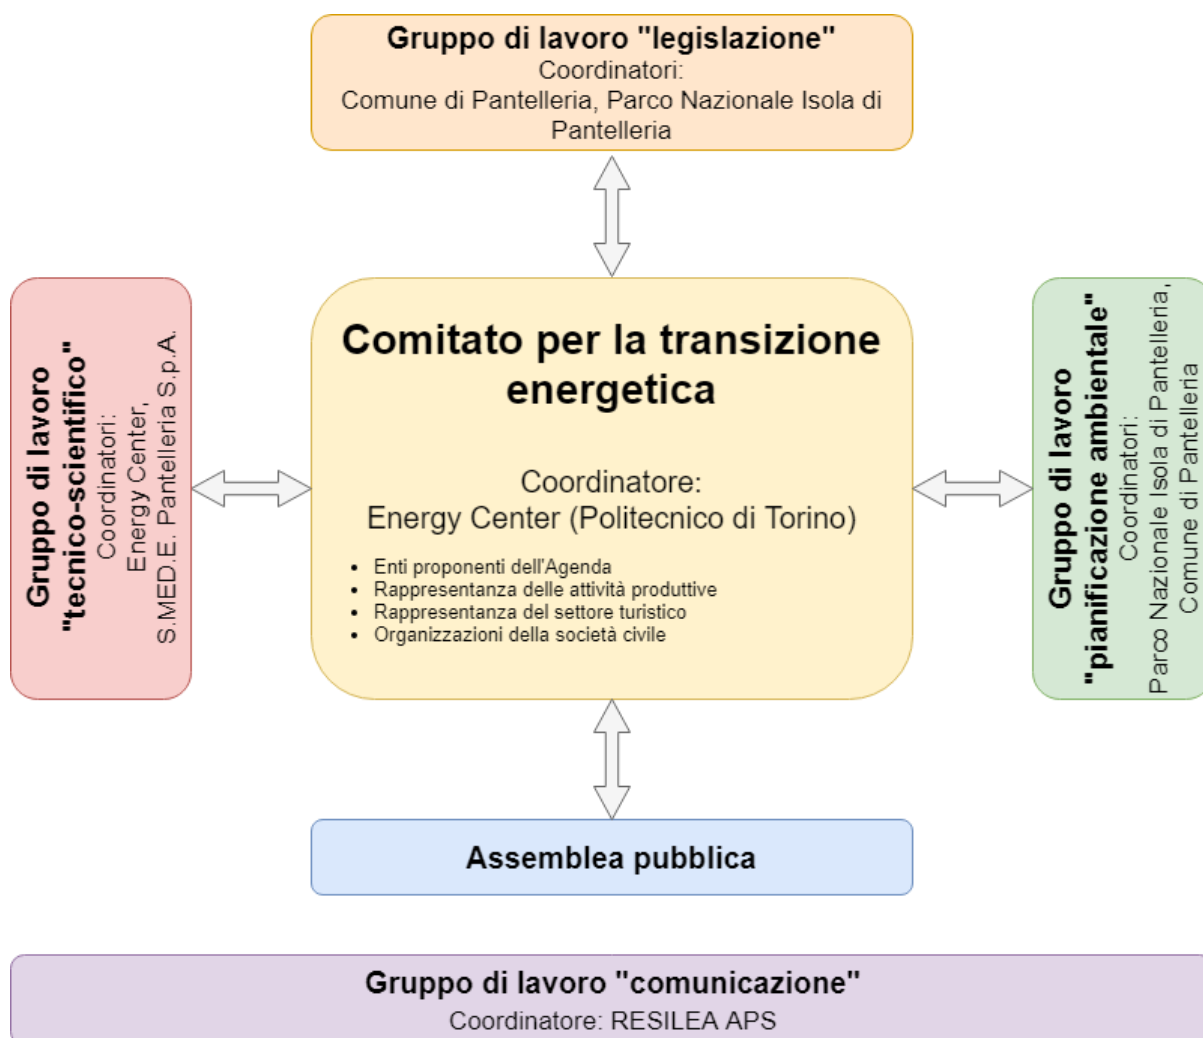 Gruppo di lavoro "legislazione"
Coordinatori:
Comune di Pantelleria, Parco Nazionale Isola di
Pantelleria
Gruppo di lavoro
"tecnico-scientifico"
Coordinatori:
Energy Center,
S.MED.E. Pantelleria S.p.A.
Comitato per la transizione
energetica
Coordinatore:
Energy Center (Politecnico di Torino)
• Enti proponenti dell'Agenda
• Rappresentanza delle attività produttive
• Rappresentanza del settore turistico
• Organizzazioni della società civile
Gruppo di lavoro
"pianificazione ambientale"
Coordinatori:
Parco Nazionale Isola di Pantelleria,
Comune di Pantelleria
Assemblea pubblica
Gruppo di lavoro "comunicazione"
Coordinatore: RESILEA APS